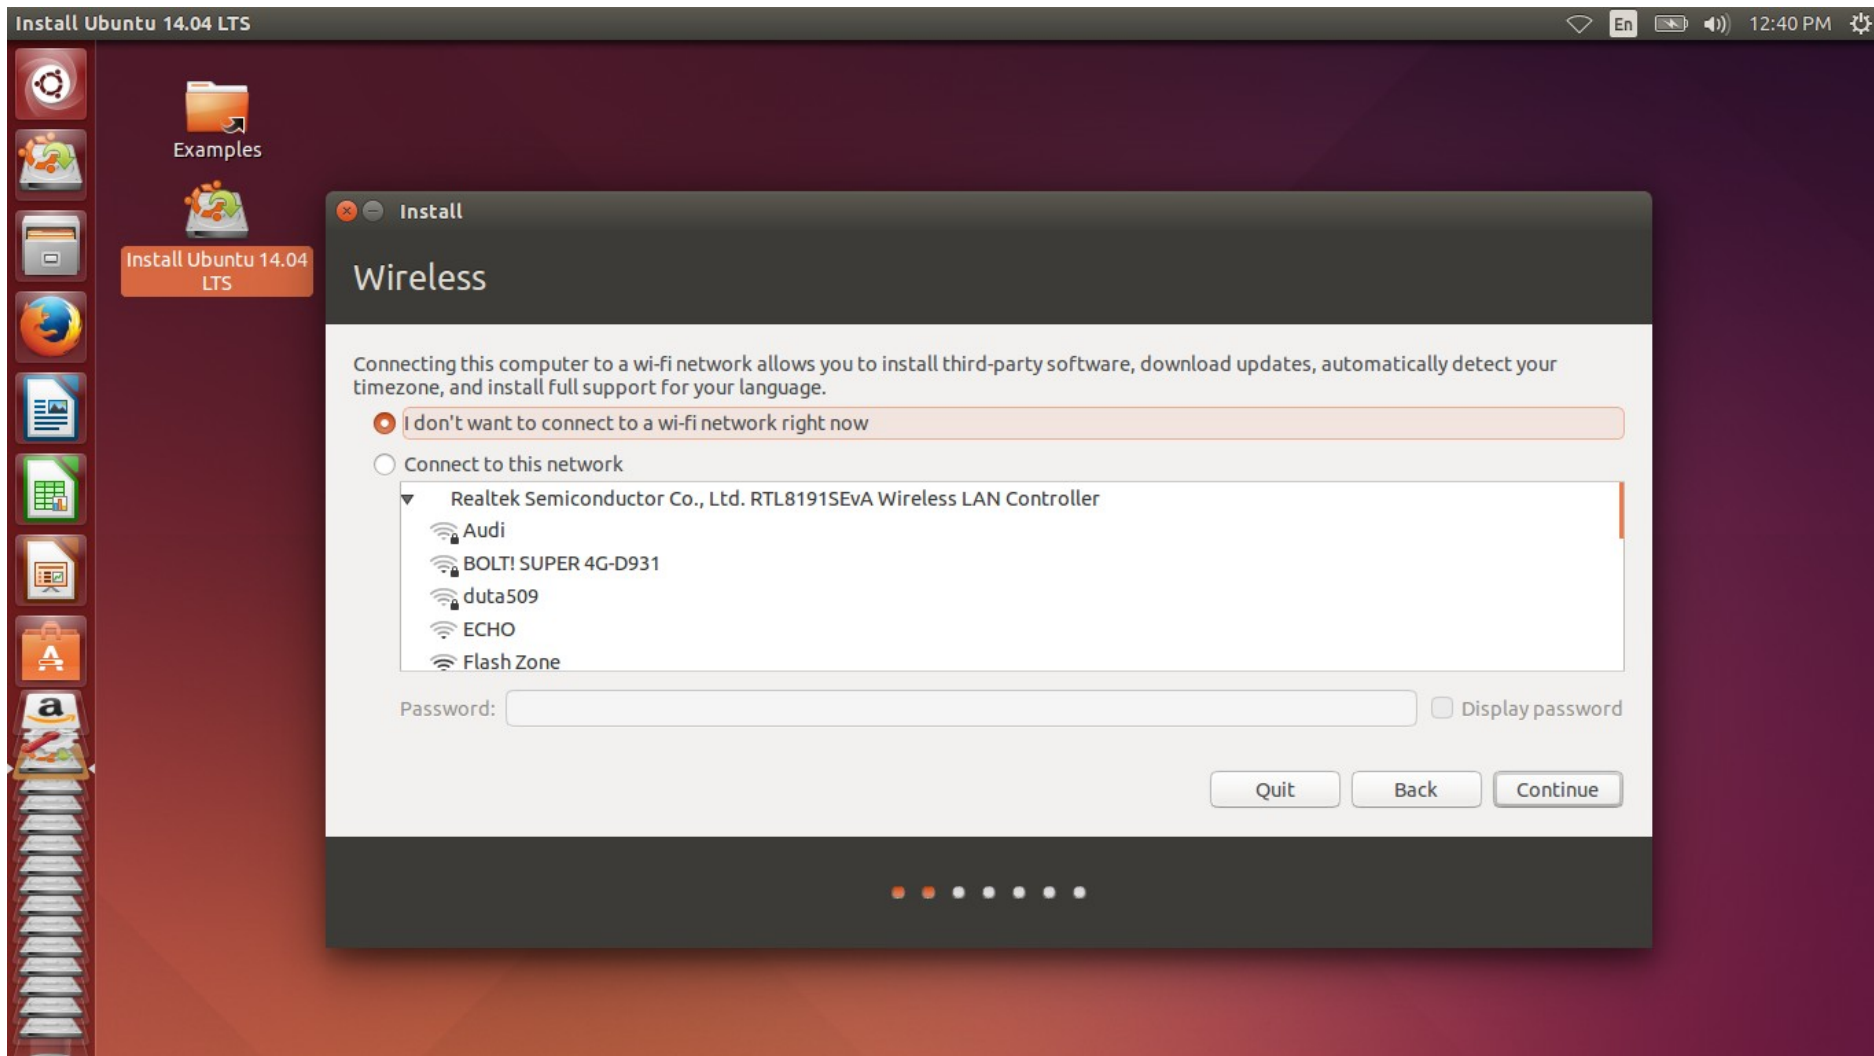 Install Ubuntu 14.04 LTS
En
12:40 PM
Examples
Install Ubuntu 14.04
LTS
Install
Wireless
Connecting this computer to a wi-fi network allows you to install third-party software, download updates, automatically detect your
timezone, and install full support for your language.
I don't want to connect to a wi-fi network right now
Connect to this network
Realtek Semiconductor Co., Ltd. RTL8191SEvA Wireless LAN Controller
Audi
BOLT! SUPER 4G-D931
duta509
ECHO
Flash Zone
Password:
Display password
Quit
Back
Continue